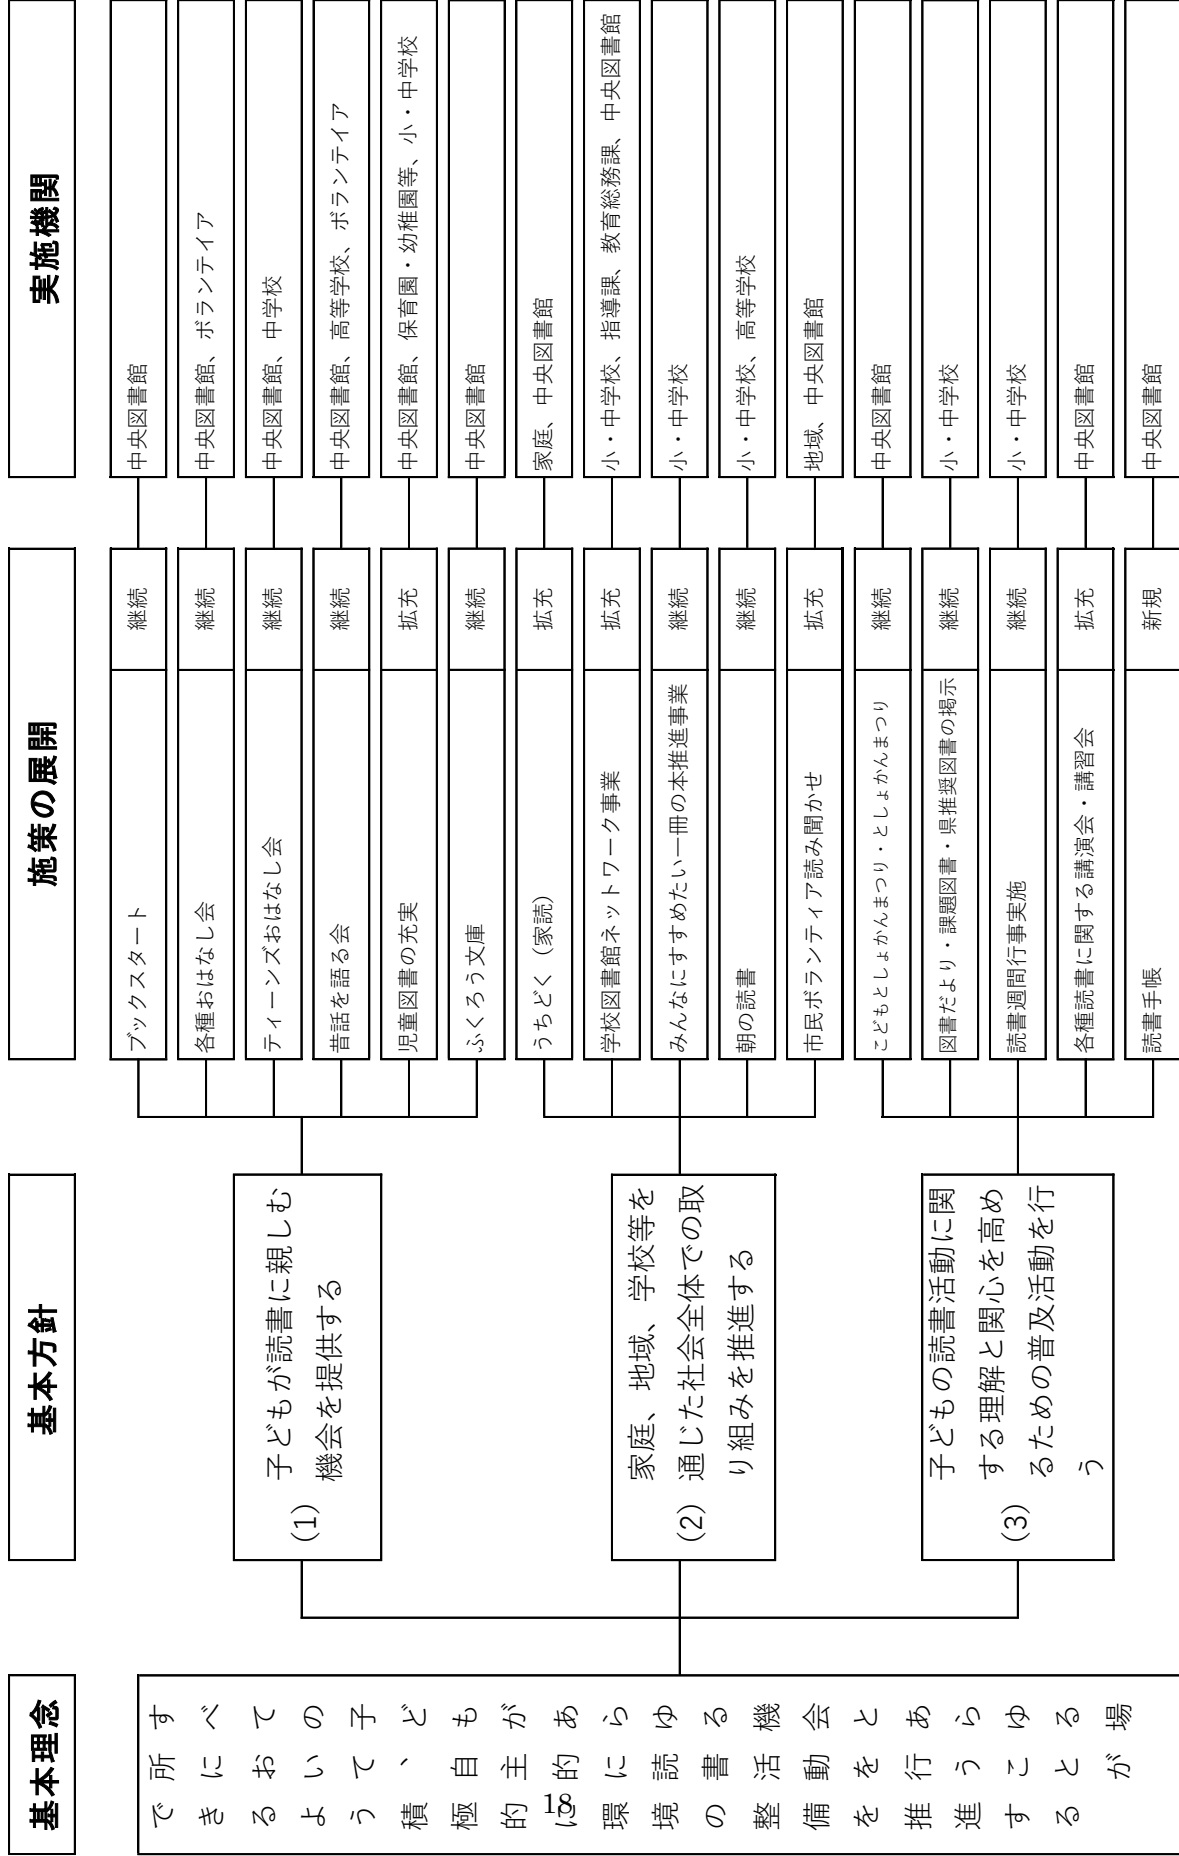 基本理念
基本方針
施策の展開
実施機関
すべての子どもがあらゆる機会とあらゆる場
所において、自主的に読書活動を行うことが
できるよう積極的に環境の整備を推進する
(1)
子どもが読書に親しむ
機会を提供する
(2)
家庭、地域、学校等を
通じた社会全体での取
り組みを推進する
(3)
子どもの読書活動に関
する理解と関心を高め
るための普及活動を行
う
ブックスタート 継続 中央図書館
各種おはなし会 継続 中央図書館、ボランテイア
ティーンズおはなし会 継続 中央図書館、中学校
昔話を語る会 継続 中央図書館、高等学校、ボランテイア
児童図書の充実 拡充 中央図書館、保育園・幼稚園等、小・中学校
ふくろう文庫 継続 中央図書館
うちどく（家読） 拡充 家庭、中央図書館
学校図書館ネットワーク事業 拡充 小・中学校、指導課、教育総務課、中央図書館
みんなにすすめたい一冊の本推進事業 継続 小・中学校
朝の読書 継続 小・中学校、高等学校
市民ボランティア読み聞かせ 拡充 地域、中央図書館
こどもとしょかんまつり・としょかんまつり 継続 中央図書館
図書だより・課題図書・県推奨図書の掲示 継続 小・中学校
読書週間行事実施 継続 小・中学校
各種読書に関する講演会・講習会 拡充 中央図書館
読書手帳 新規 中央図書館
18